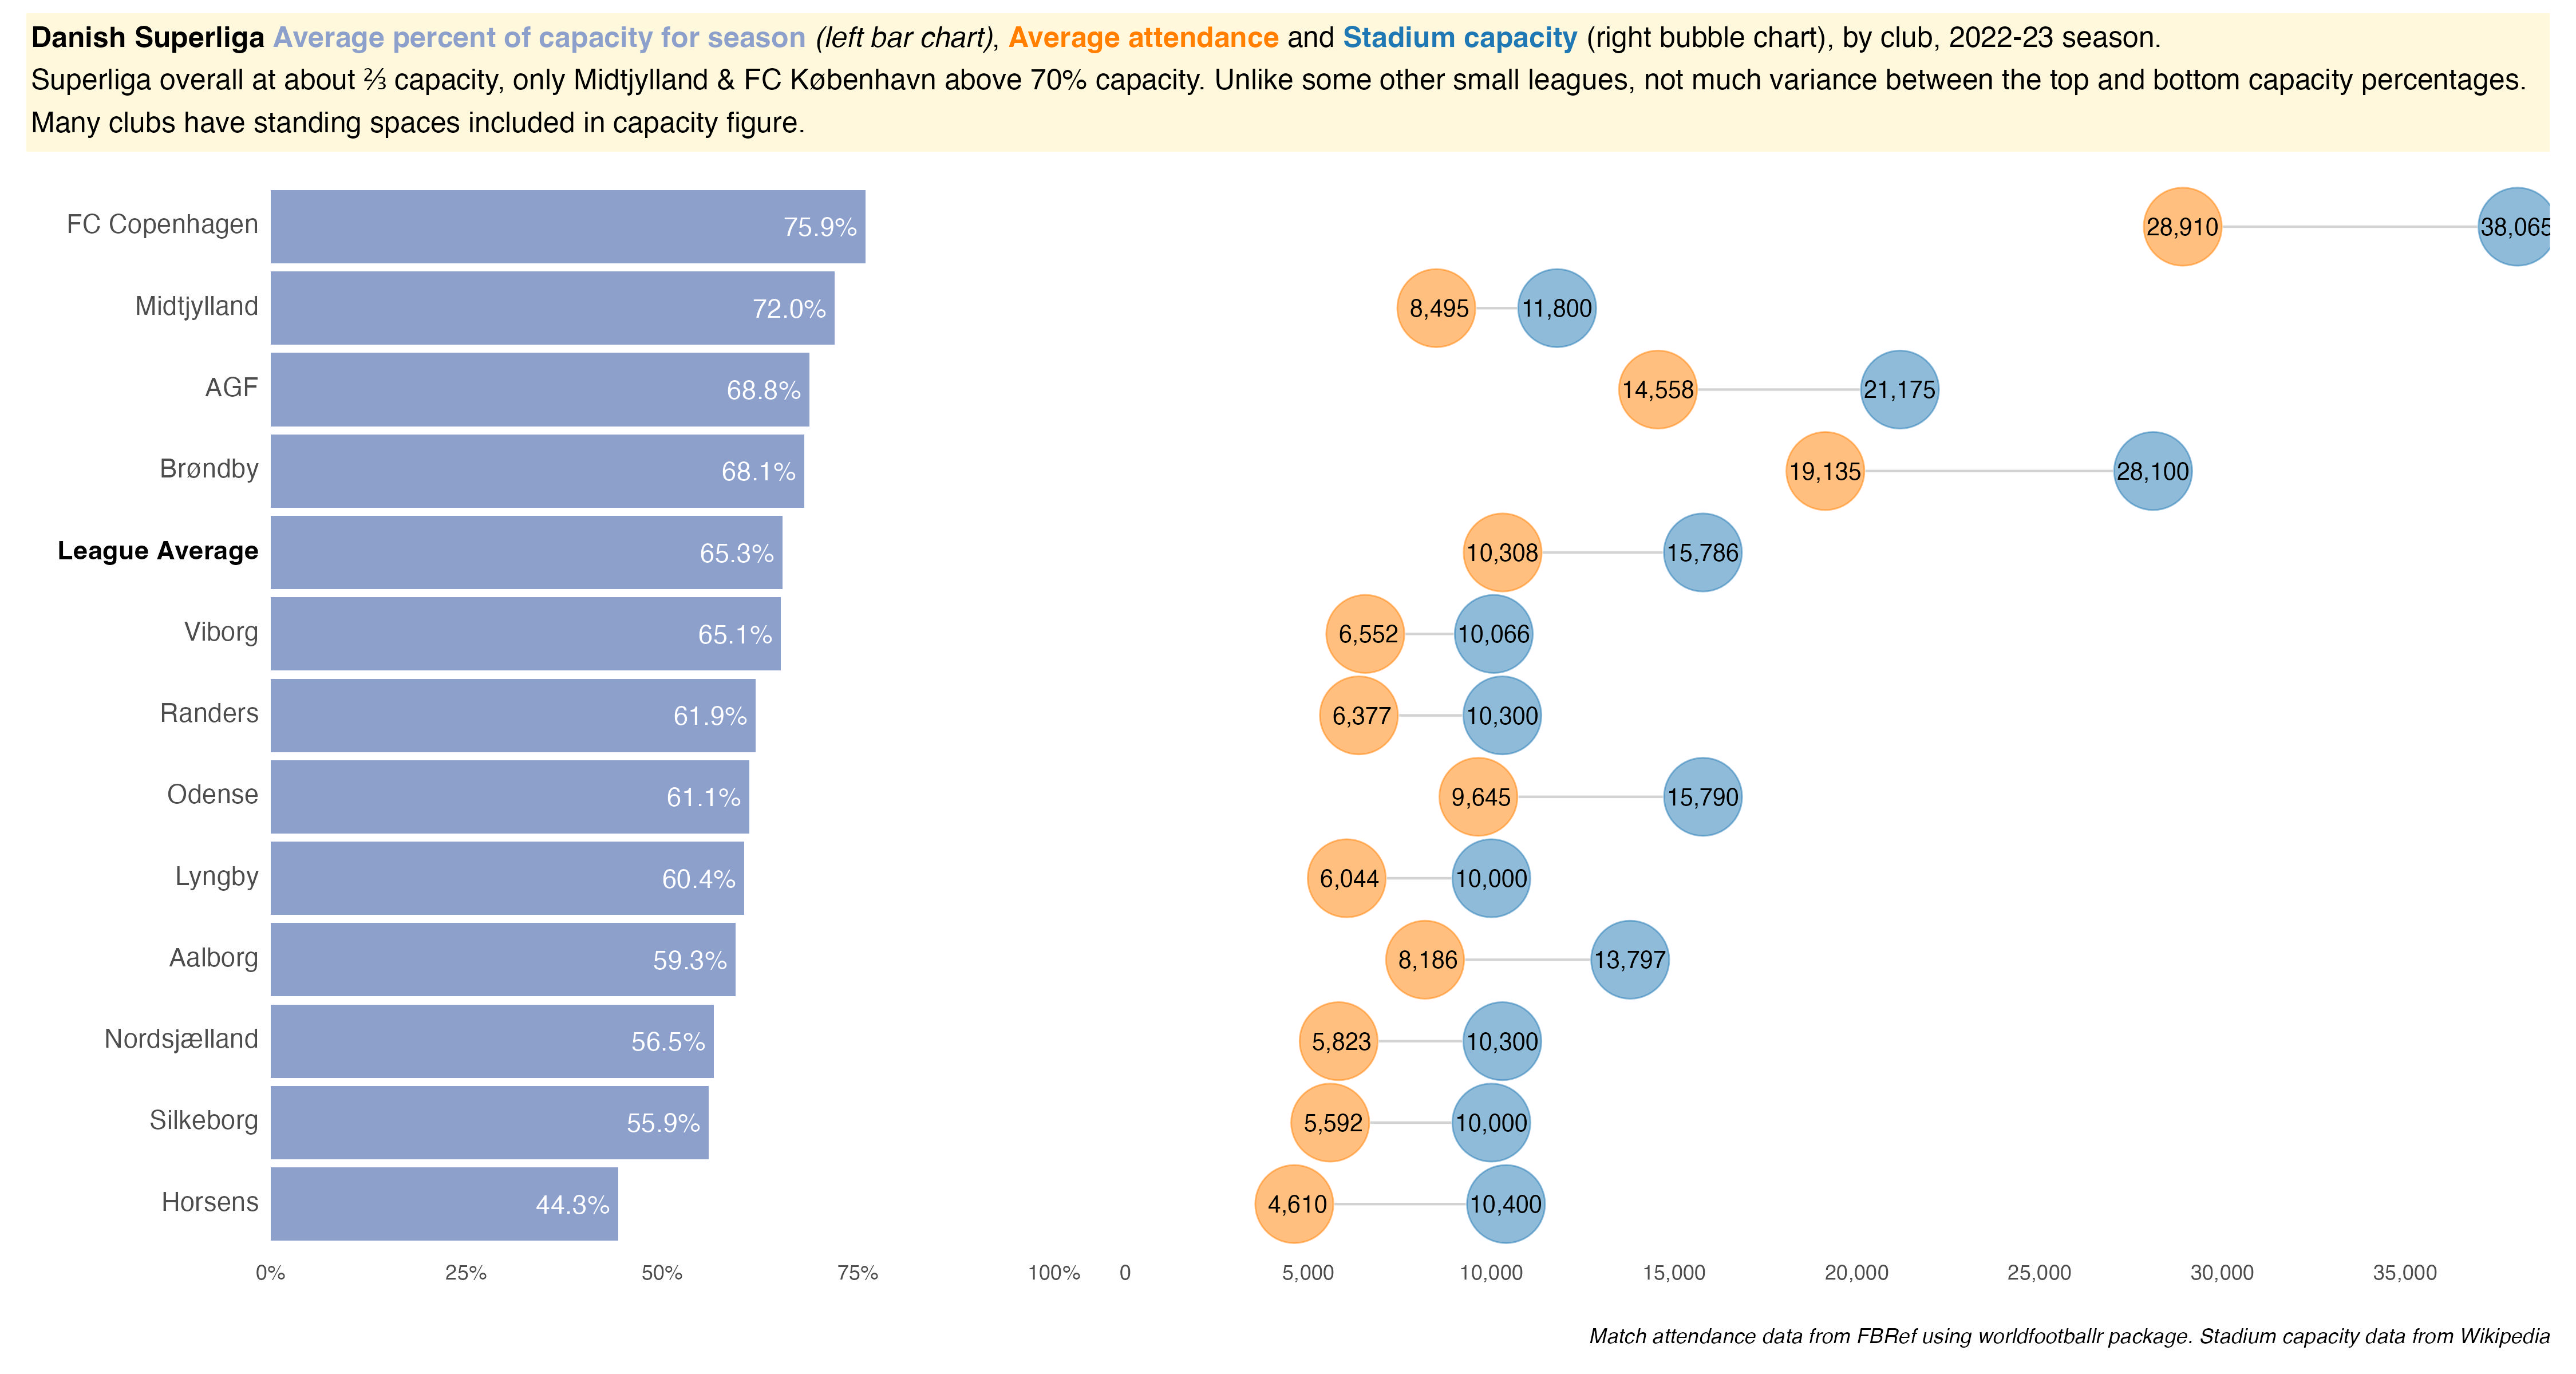 Danish Superliga Average percent of capacity for season (left bar chart), Average attendance and Stadium capacity (right bubble chart), by club, 2022-23 season.
Superliga overall at about ⅔ capacity, only Midtjylland & FC København above 70% capacity. Unlike some other small leagues, not much variance between the top and bottom capacity percentages.
Many clubs have standing spaces included in capacity figure.
FC Copenhagen 75.9% 28,910 38,065
Midtjylland 72.0% 8,495 11,800
AGF 68.8% 14,558 21,175
Brøndby 68.1% 19,135 28,100
League Average 65.3% 10,308 15,786
Viborg 65.1% 6,552 10,066
Randers 61.9% 6,377 10,300
Odense 61.1% 9,645 15,790
Lyngby 60.4% 6,044 10,000
Aalborg 59.3% 8,186 13,797
Nordsjælland 56.5% 5,823 10,300
Silkeborg 55.9% 5,592 10,000
Horsens 44.3% 4,610 10,400
0% 25% 50% 75% 100% 0 5,000 10,000 15,000 20,000 25,000 30,000 35,000
Match attendance data from FBRef using worldfootballr package. Stadium capacity data from Wikipedia